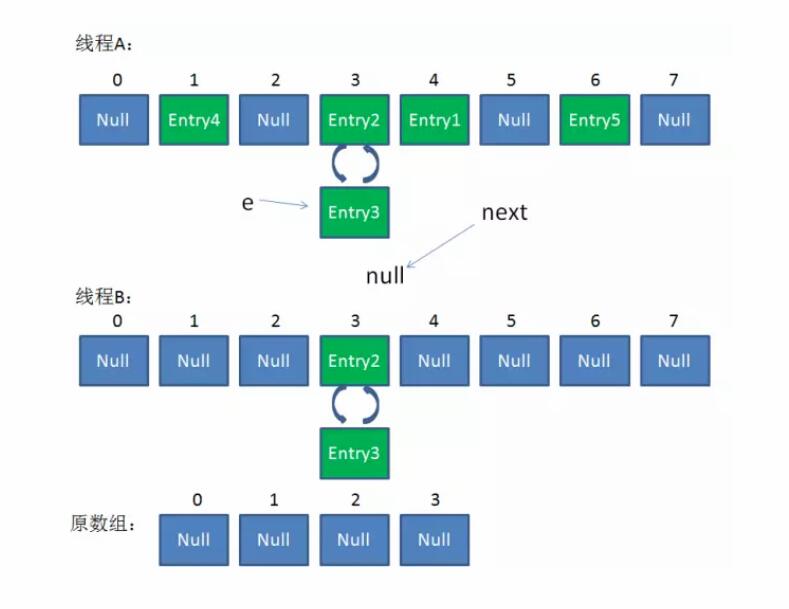 线程A：
0 1 2 3 4 5 6 7
Null Entry4 Null Entry2 Entry1 Null Entry5 Null
e
Entry3
next
null
线程B：
0 1 2 3 4 5 6 7
Null Null Null Entry2 Null Null Null Null
Entry3
0 1 2 3
原数组：
Null Null Null Null